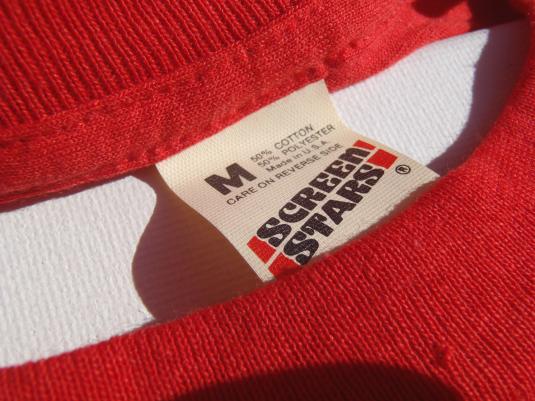 M
50% COTTON
50% POLYESTER
Made in U.S.A.
CARE ON REVERSE SIDE
SCREEN
STARS®